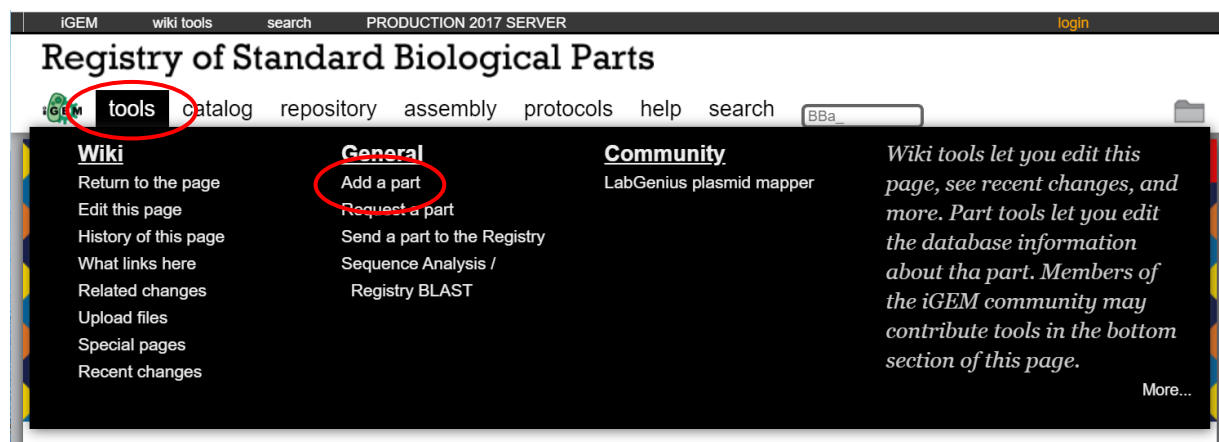 iGEM wiki tools search PRODUCTION 2017 SERVER login
Registry of Standard Biological Parts
iGEM tools catalog repository assembly protocols help search BBa_
Wiki
Return to the page
Edit this page
History of this page
What links here
Related changes
Upload files
Special pages
Recent changes
General
Add a part
Request a part
Send a part to the Registry
Sequence Analysis /
Registry BLAST
Community
LabGenius plasmid mapper
Wiki tools let you edit this
page, see recent changes, and
more. Part tools let you edit
the database information
about tha part. Members of
the iGEM community may
contribute tools in the bottom
section of this page.
More...